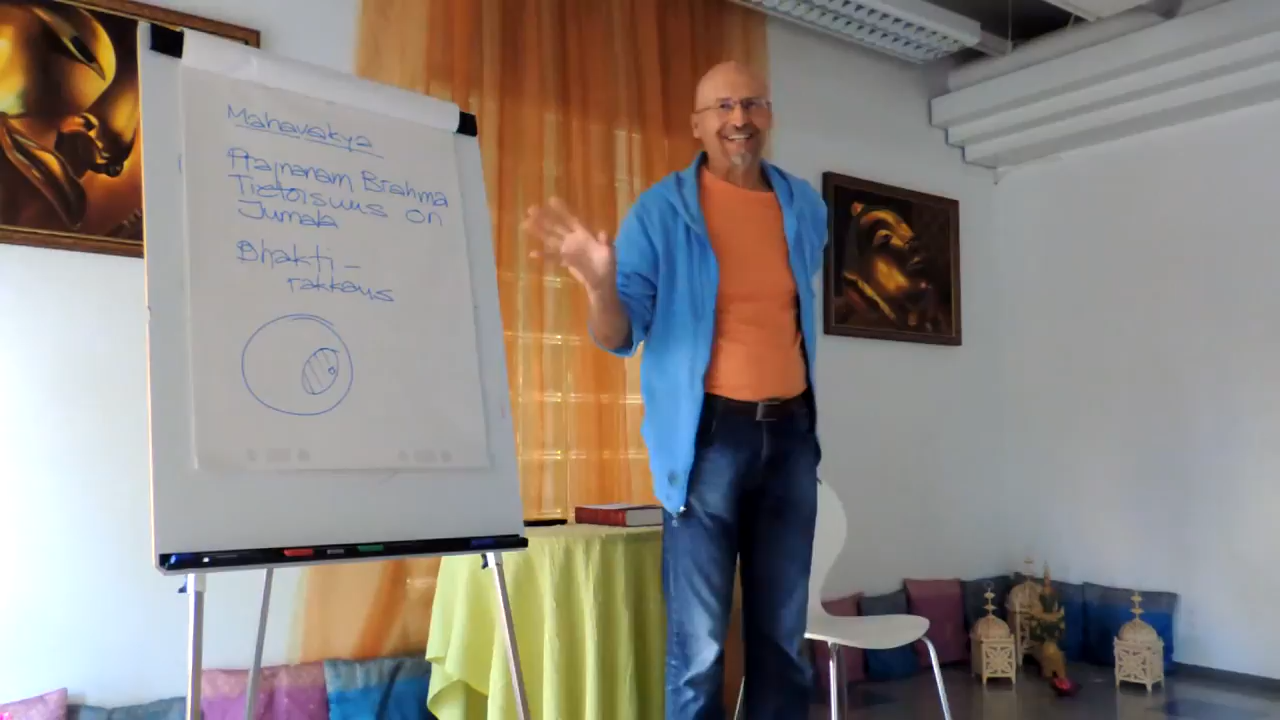 Mahavakya
Prajnanam Brahma
Tietoisuus on
Jumala
Bhakti -
rakkaus